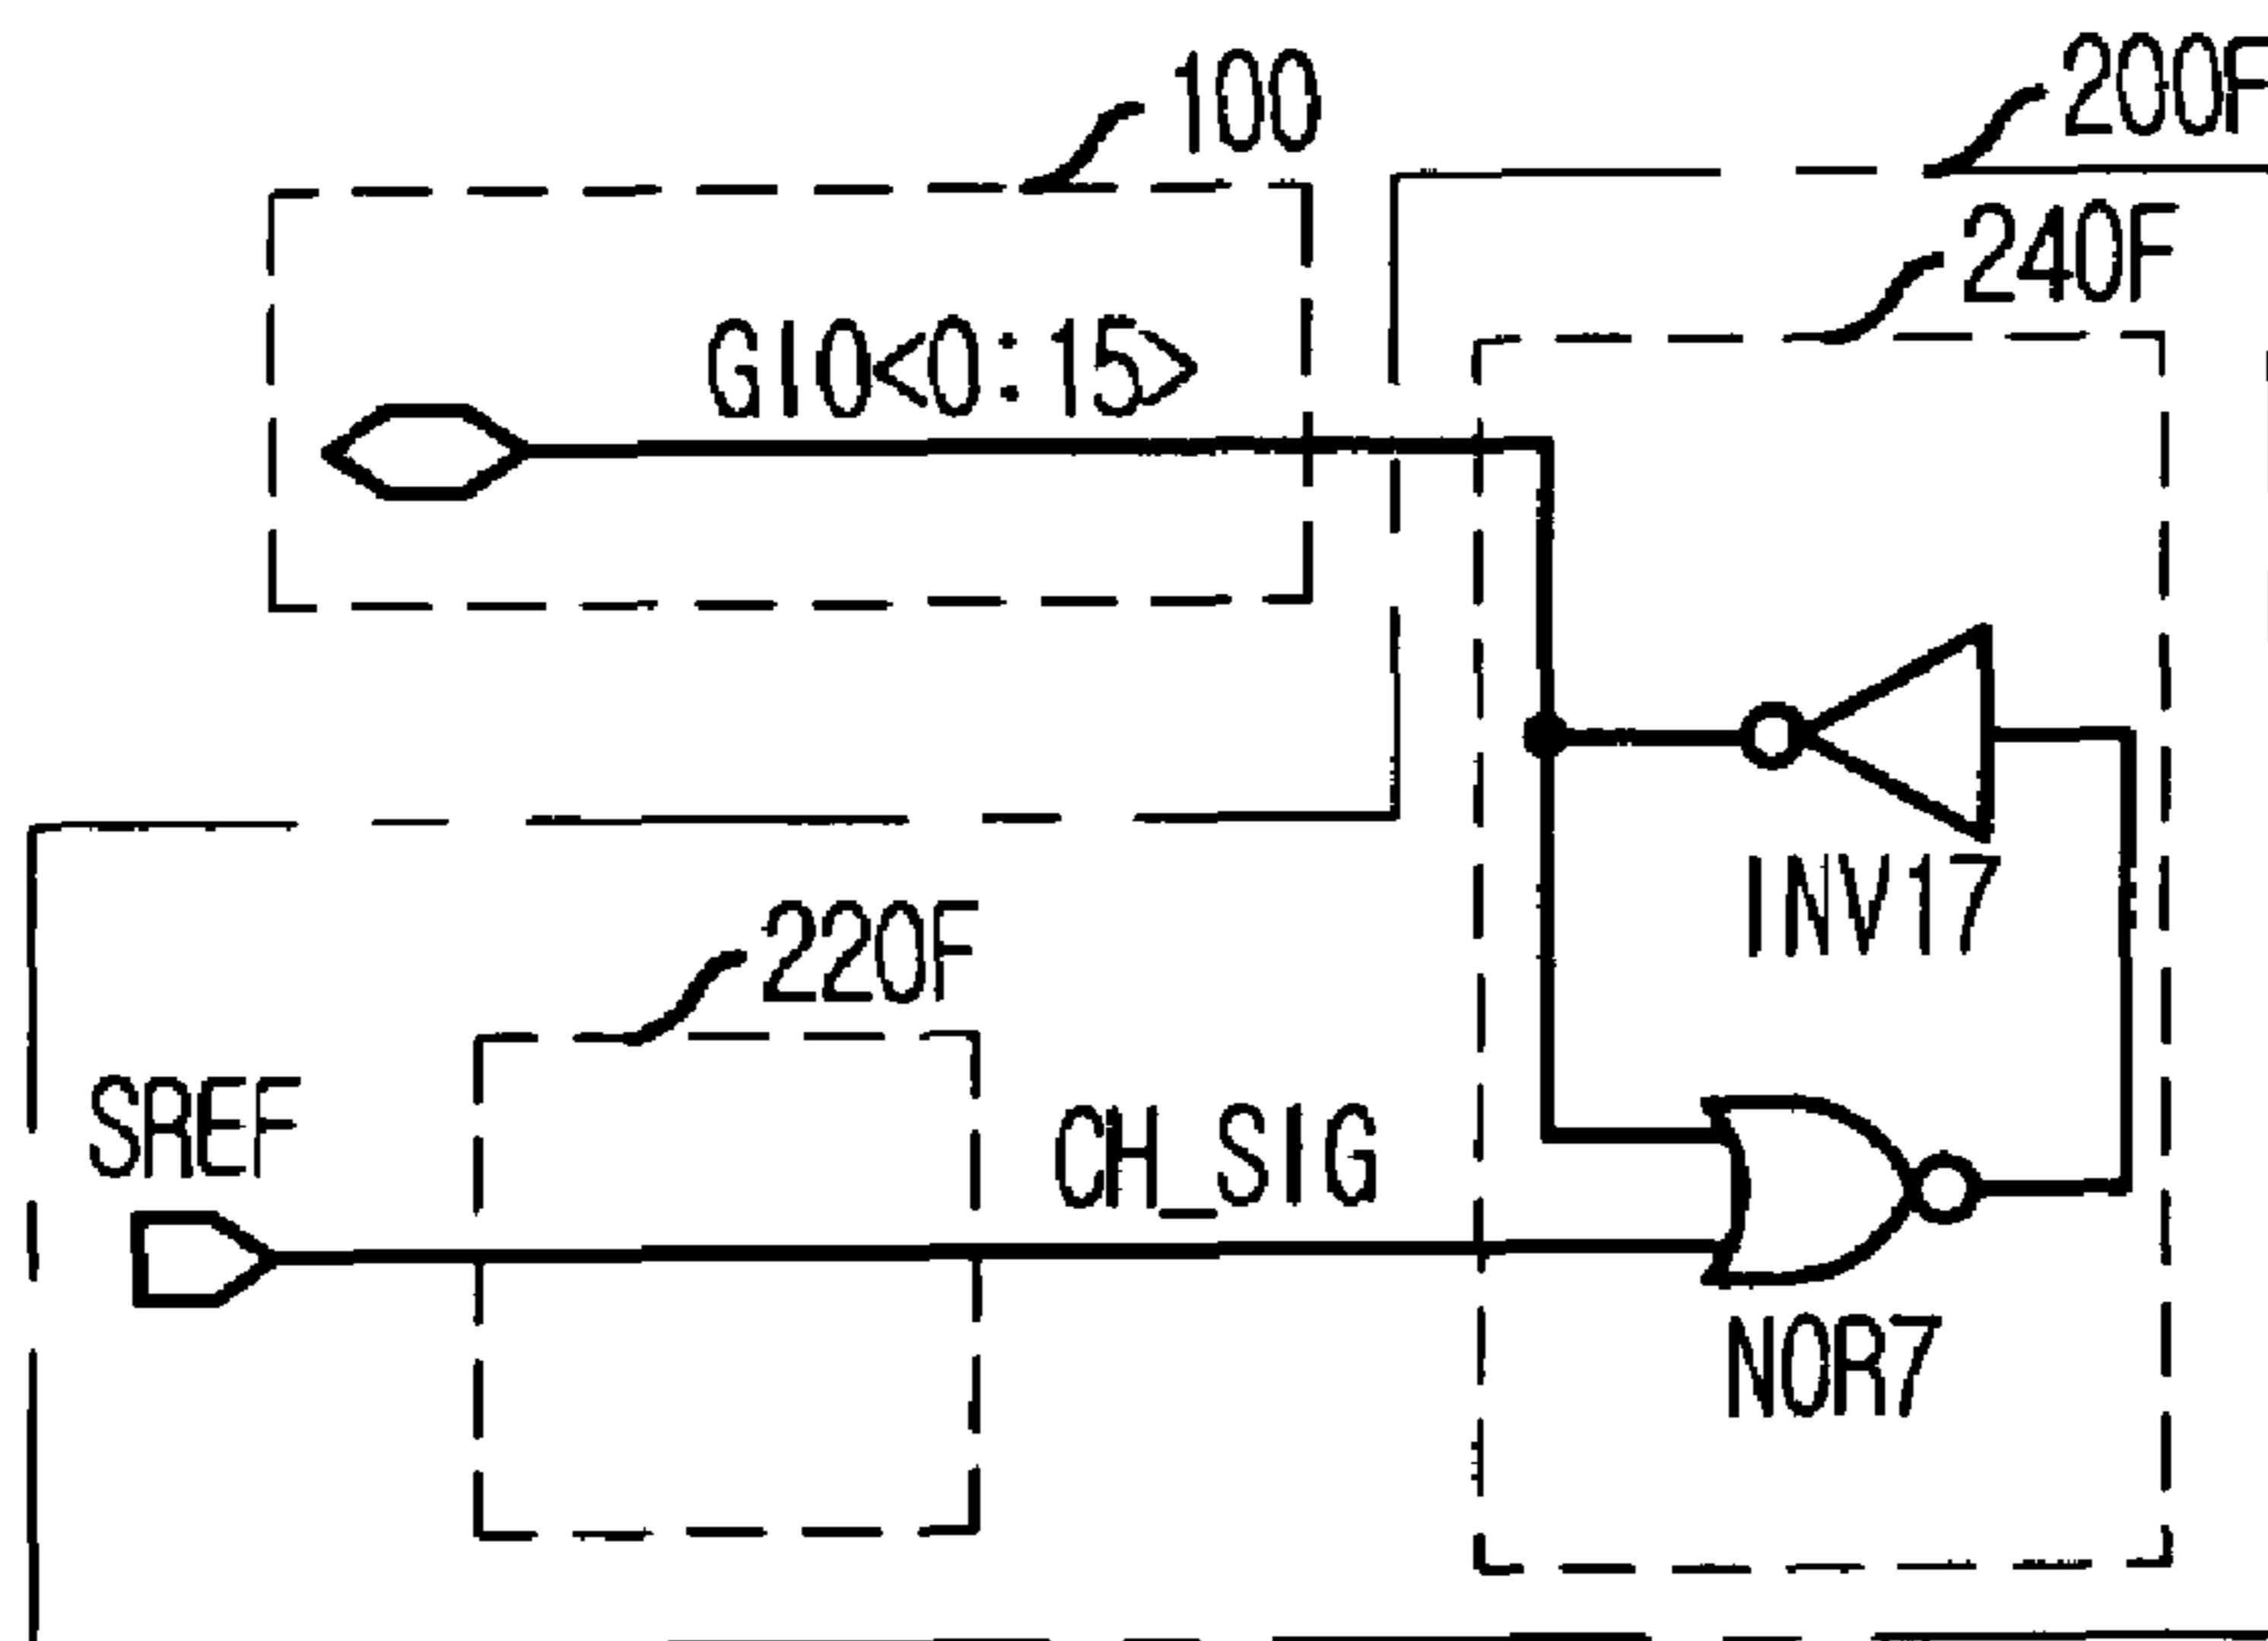 100
200F
240F
GIO<0:15>
INV17
220F
SREF
CH_SIG
NOR7